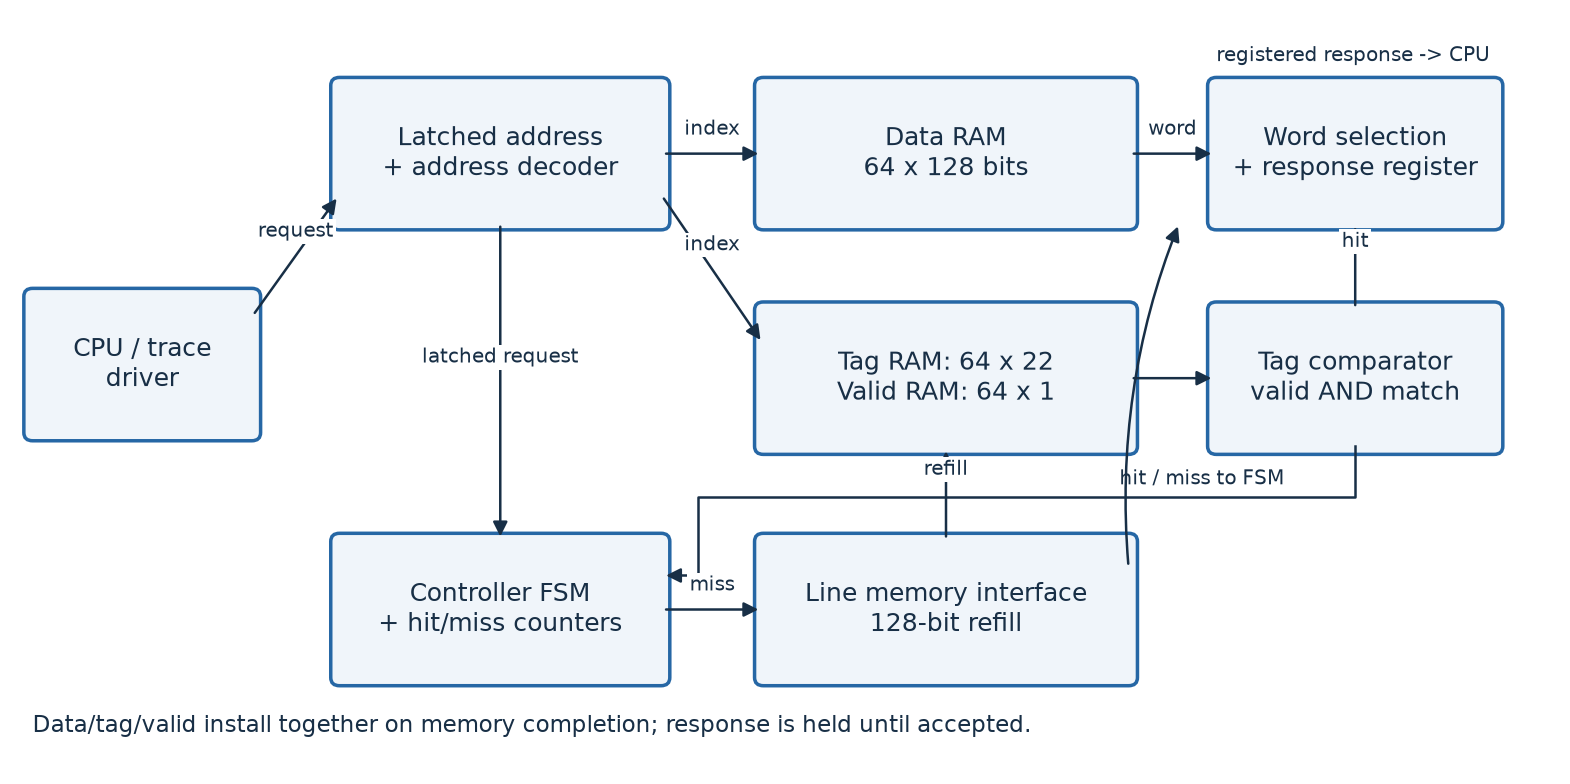 registered response -> CPU
Latched address
+ address decoder
index
Data RAM
64 x 128 bits
word
Word selection
+ response register
request
index
hit
CPU / trace
driver
latched request
Tag RAM: 64 x 22
Valid RAM: 64 x 1
Tag comparator
valid AND match
refill
hit / miss to FSM
Controller FSM
+ hit/miss counters
miss
Line memory interface
128-bit refill
Data/tag/valid install together on memory completion; response is held until accepted.